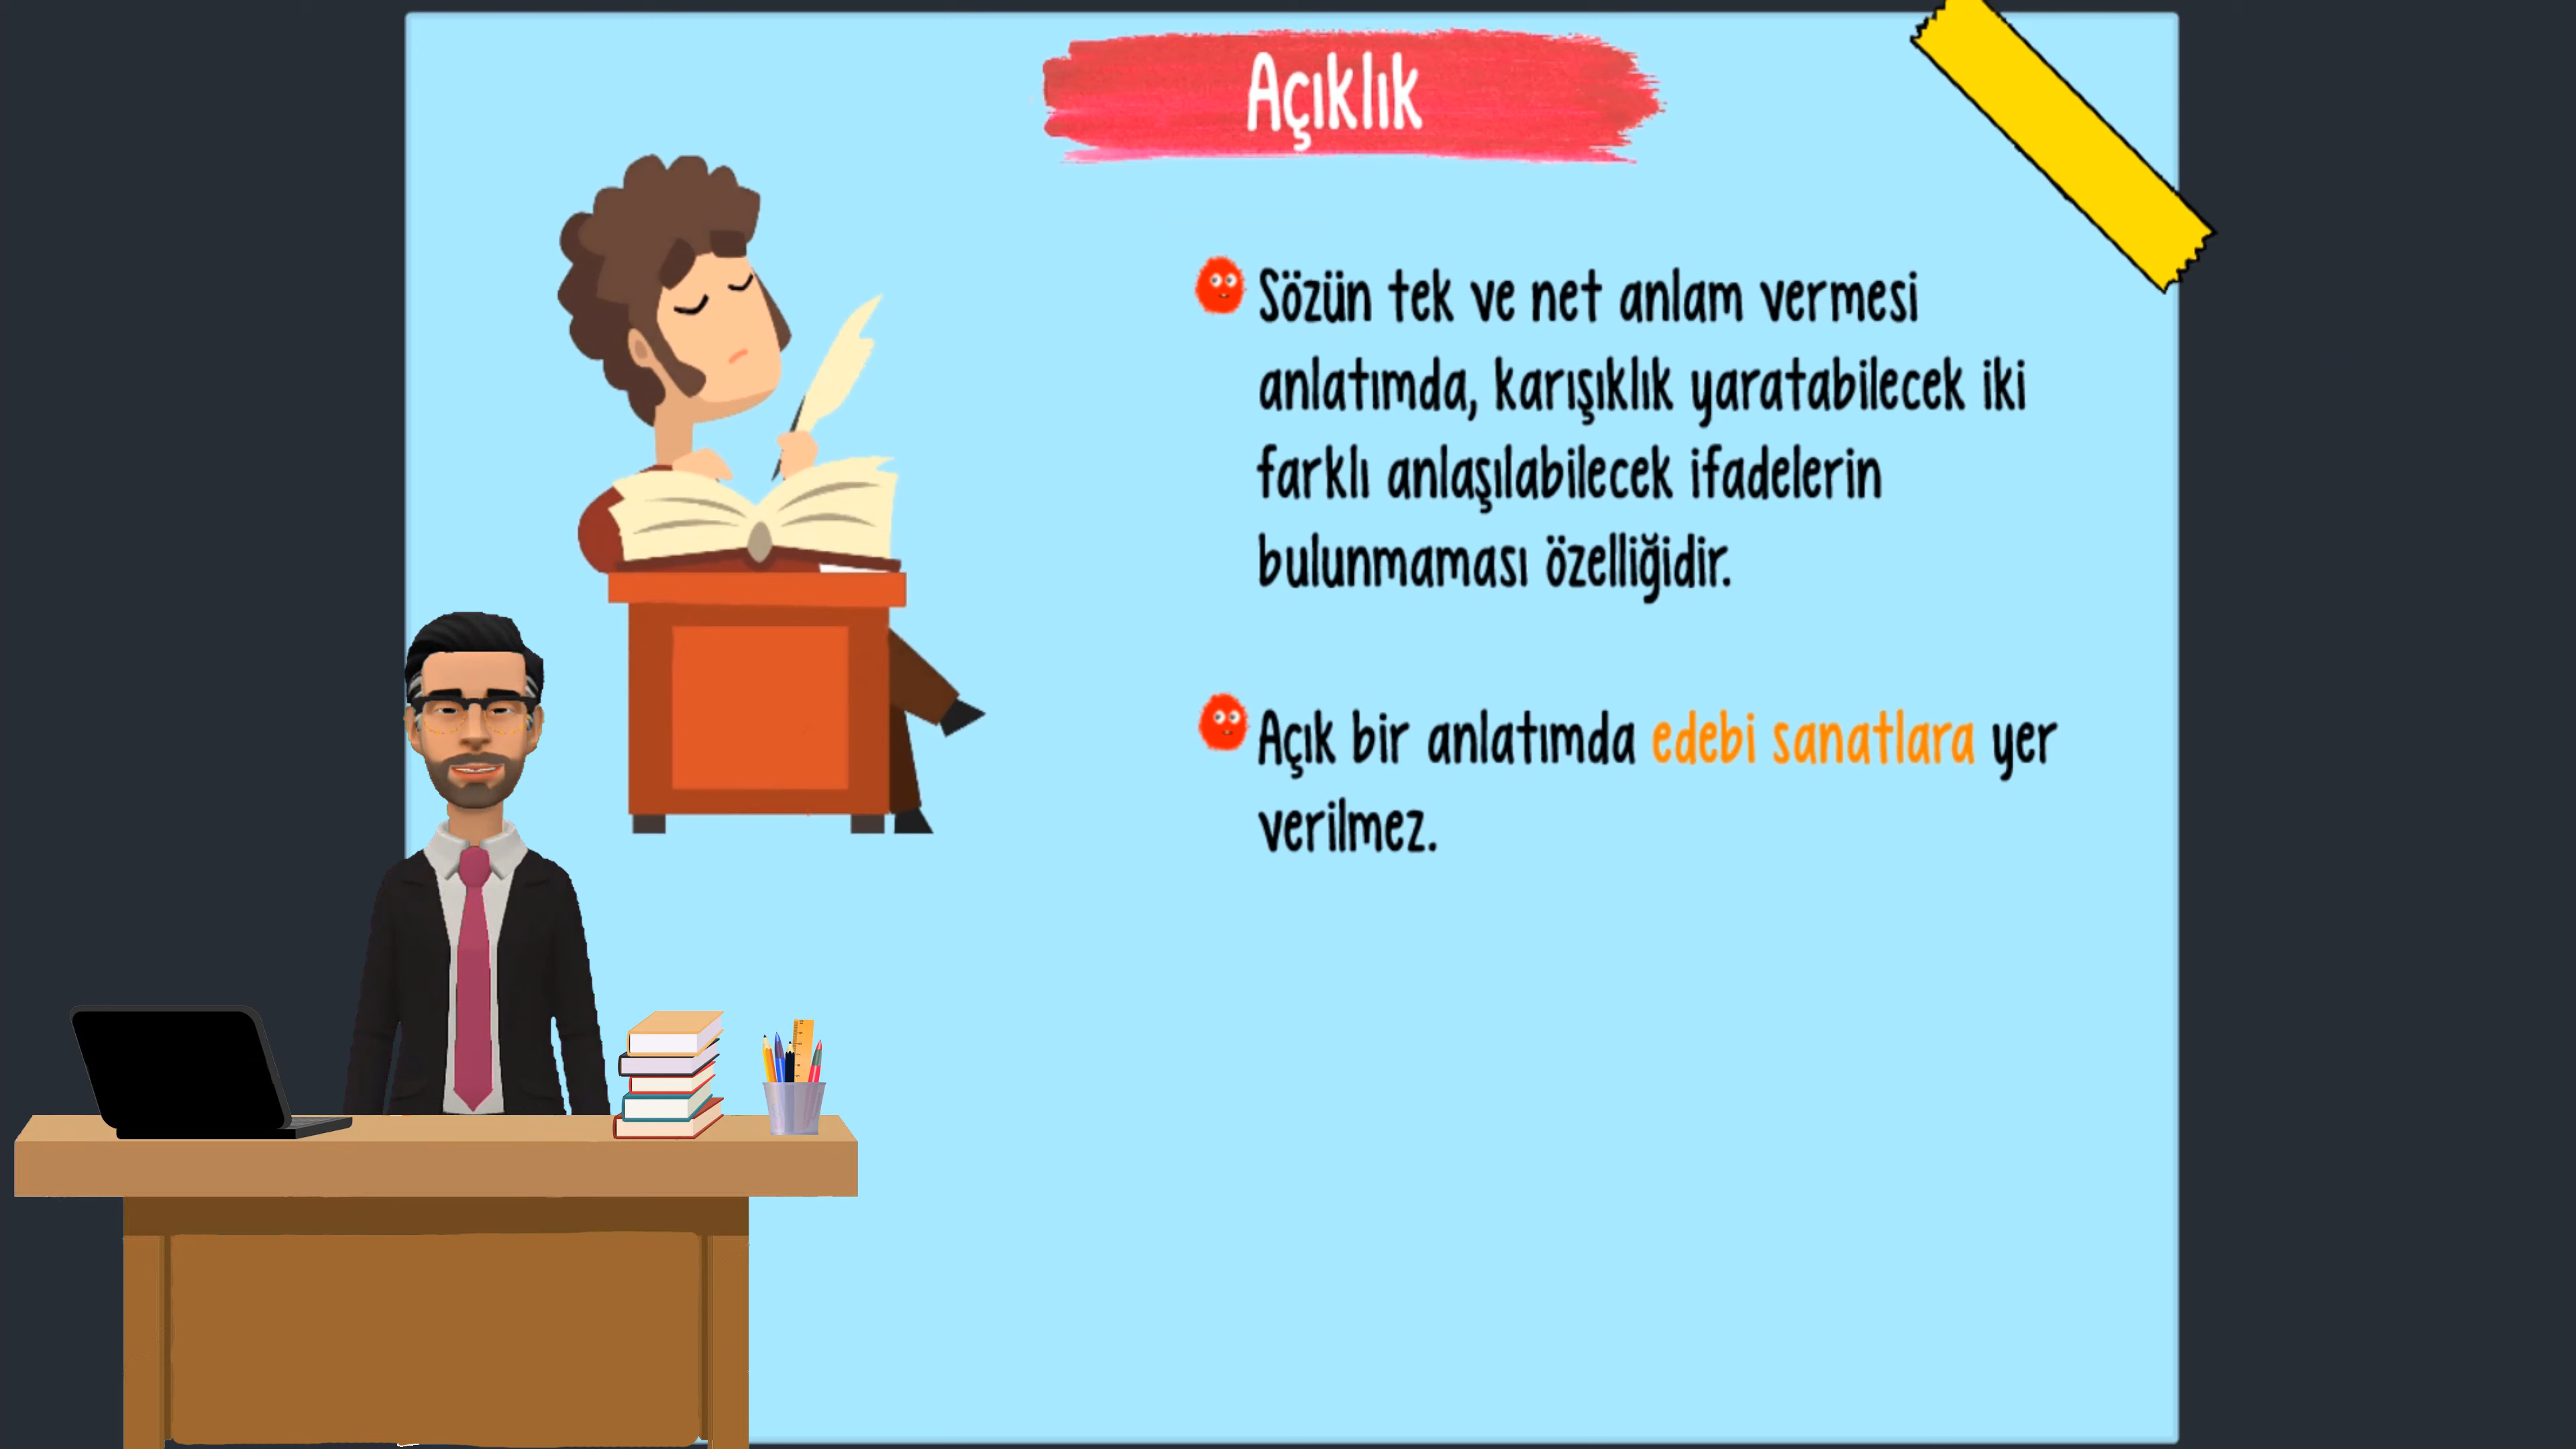 Açıklık
Sözün tek ve net anlam vermesi
anlatımda, karışıklık yaratabilecek iki
farklı anlaşılabilecek ifadelerin
bulunmaması özelliğidir.
Açık bir anlatımda edebi sanatlara yer
verilmez.